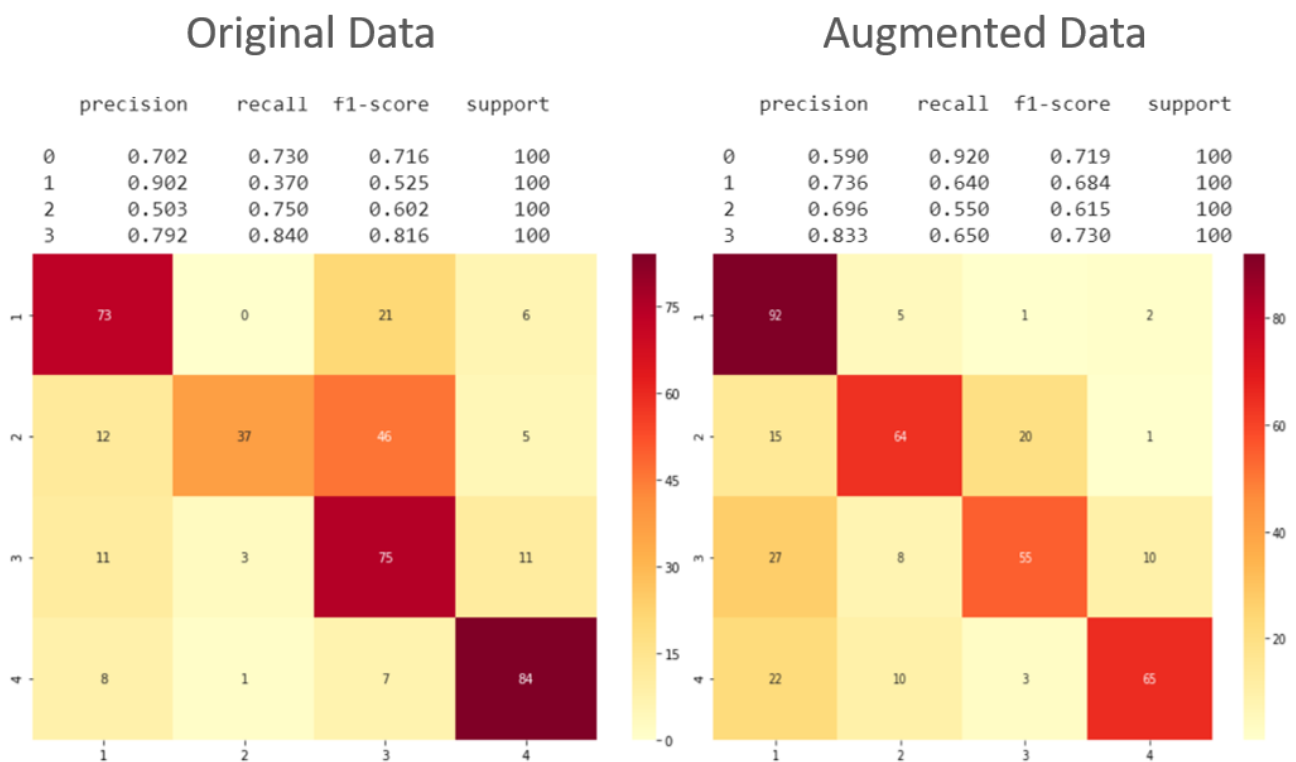 Original Data
precision recall f1-score support
0 0.702 0.730 0.716 100
1 0.902 0.370 0.525 100
2 0.503 0.750 0.602 100
3 0.792 0.840 0.816 100
1 73 0 21 6
2 12 37 46 5
3 11 3 75 11
4 8 1 7 84
1 2 3 4
75
60
45
30
15
0
Augmented Data
precision recall f1-score support
0 0.590 0.920 0.719 100
1 0.736 0.640 0.684 100
2 0.696 0.550 0.615 100
3 0.833 0.650 0.730 100
1 92 5 1 2
2 15 64 20 1
3 27 8 55 10
4 22 10 3 65
1 2 3 4
80
60
40
20